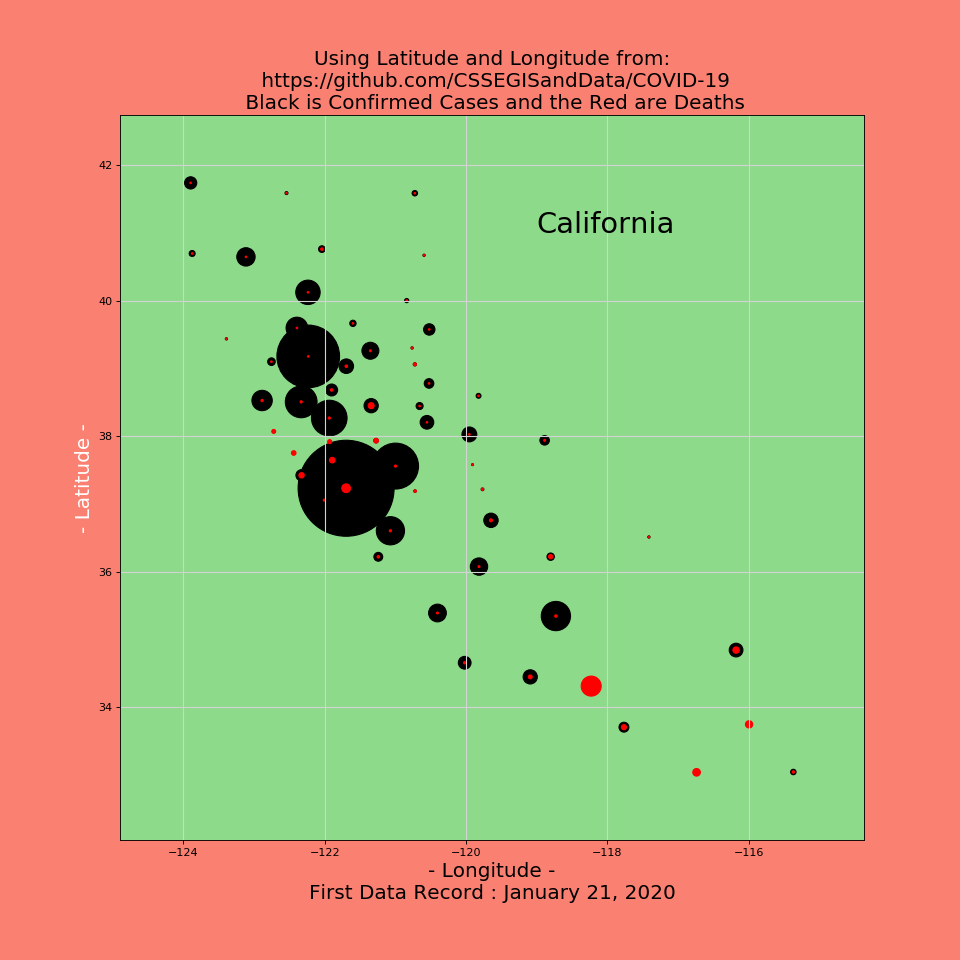 Using Latitude and Longitude from:
https://github.com/CSSEGISandData/COVID-19
Black is Confirmed Cases and the Red are Deaths
42
California
40
38
- Latitude -
36
34
−124
−122
−120
−118
−116
- Longitude -
First Data Record : January 21, 2020